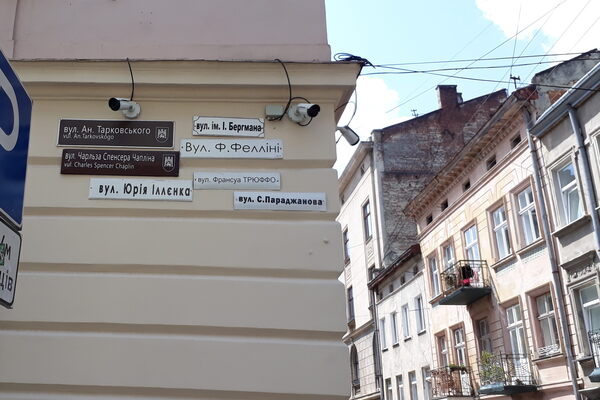 вул. Ан. Тарковського
vul. An.Tarkovskogo
вул. Чарльза Спенсера Чапліна
vul. Charles Spencer Chaplin
вул. Юрія Іллєнка
вул. ім. І. Бергмана
Вул. Ф.Фелліні
вул. Франсуа ТРЮФФО
вул. С.Параджанова